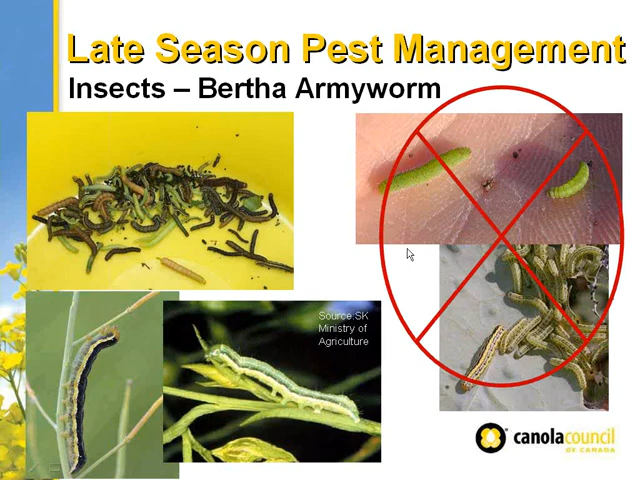 Late Season Pest Management
Insects – Bertha Armyworm
Source:SK
Ministry of
Agriculture
canolacouncil
OF CANADA